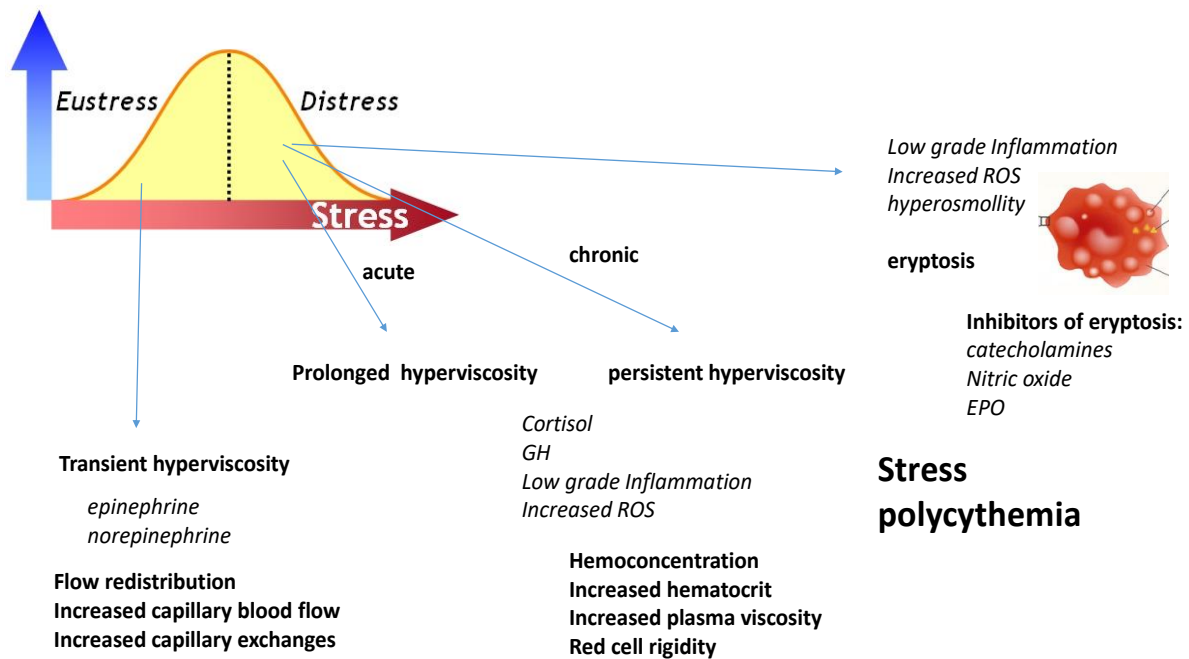 Eustress
Distress
Stress
acute
chronic
Low grade Inflammation
Increased ROS
hyperosmollity
eryptosis
Inhibitors of eryptosis:
catecholamines
Nitric oxide
EPO
Prolonged hyperviscosity
persistent hyperviscosity
Cortisol
GH
Low grade Inflammation
Increased ROS
Transient hyperviscosity
epinephrine
norepinephrine
Flow redistribution
Increased capillary blood flow
Increased capillary exchanges
Hemoconcentration
Increased hematocrit
Increased plasma viscosity
Red cell rigidity
Stress
polycythemia